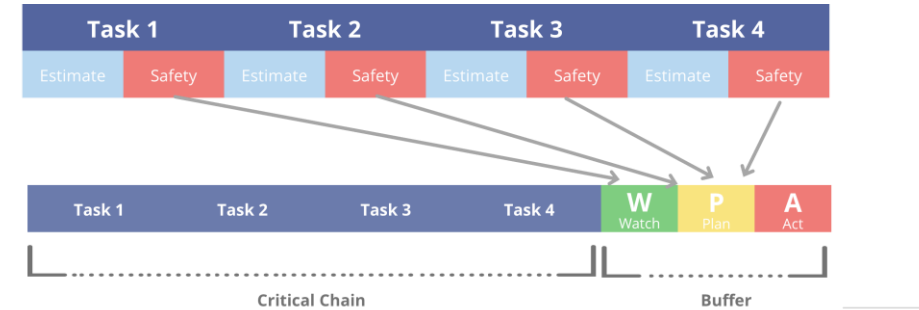 Task 1 Task 2 Task 3 Task 4
Estimate Safety Estimate Safety Estimate Safety Estimate Safety
Task 1 Task 2 Task 3 Task 4 W P A
Watch Plan Act
Critical Chain Buffer